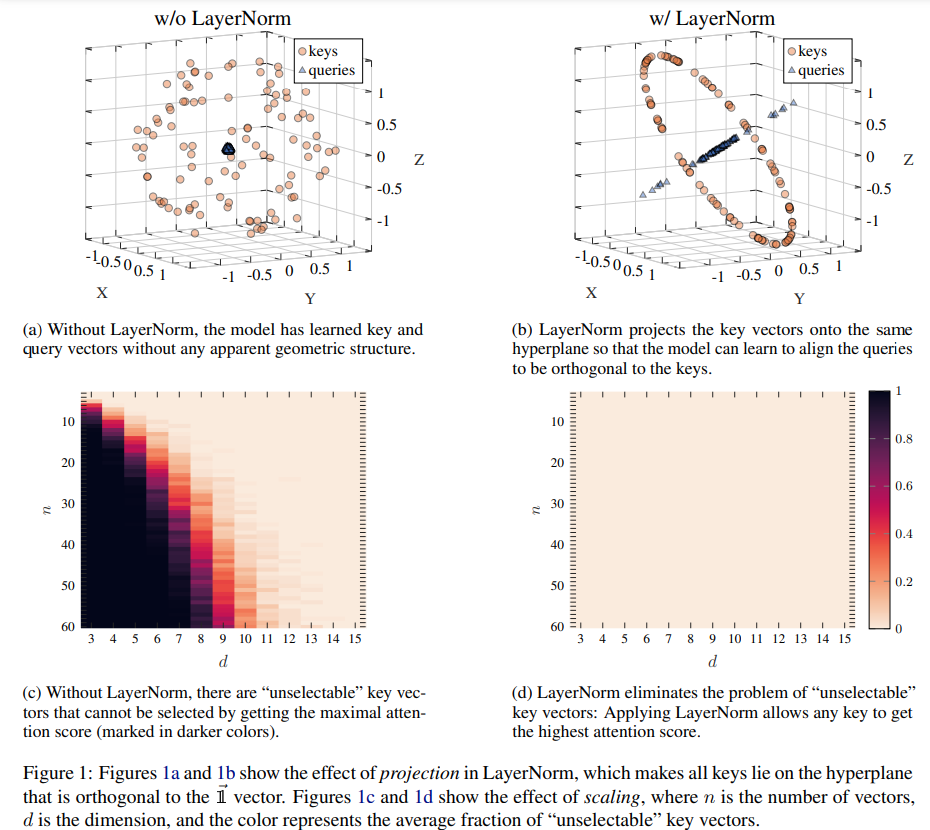 w/o LayerNorm
keys
queries
1
0.5
0
-0.5
-1
Z
-1
-0.5
0
0.5
1
X
-1
-0.5
0
0.5
1
Y
w/ LayerNorm
keys
queries
1
0.5
0
-0.5
-1
Z
-1
-0.5
0
0.5
1
X
-1
-0.5
0
0.5
1
Y
(a) Without LayerNorm, the model has learned key and
query vectors without any apparent geometric structure.
(b) LayerNorm projects the key vectors onto the same
hyperplane so that the model can learn to align the queries
to be orthogonal to the keys.
10
20
30
40
50
60
n
3 4 5 6 7 8 9 10 11 12 13 14 15
d
10
20
30
40
50
60
n
3 4 5 6 7 8 9 10 11 12 13 14 15
d
1
0.8
0.6
0.4
0.2
0
(c) Without LayerNorm, there are “unselectable” key vec-
tors that cannot be selected by getting the maximal atten-
tion score (marked in darker colors).
(d) LayerNorm eliminates the problem of “unselectable”
key vectors: Applying LayerNorm allows any key to get
the highest attention score.
Figure 1: Figures 1a and 1b show the effect of projection in LayerNorm, which makes all keys lie on the hyperplane
that is orthogonal to the 𝟙⃗ vector. Figures 1c and 1d show the effect of scaling, where n is the number of vectors,
d is the dimension, and the color represents the average fraction of “unselectable” key vectors.